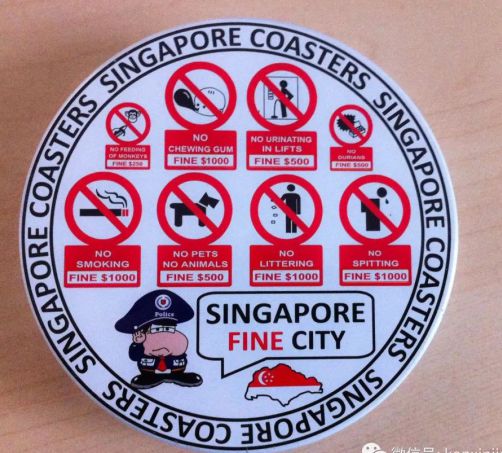 SINGAPORE COASTERS SINGAPORE COASTERS SINGAPORE COASTERS SINGAPORE COASTERS
NO FEEDING
OF MONKEYS
FINE $250
NO
CHEWING GUM
FINE $1000
NO URINATING
IN LIFTS
FINE $500
NO
DURIANS
FINE $500
NO
SMOKING
FINE $1000
NO PETS
NO ANIMALS
FINE $500
NO
LITTERING
FINE $1000
NO
SPITTING
FINE $1000
Police
SINGAPORE
FINE CITY